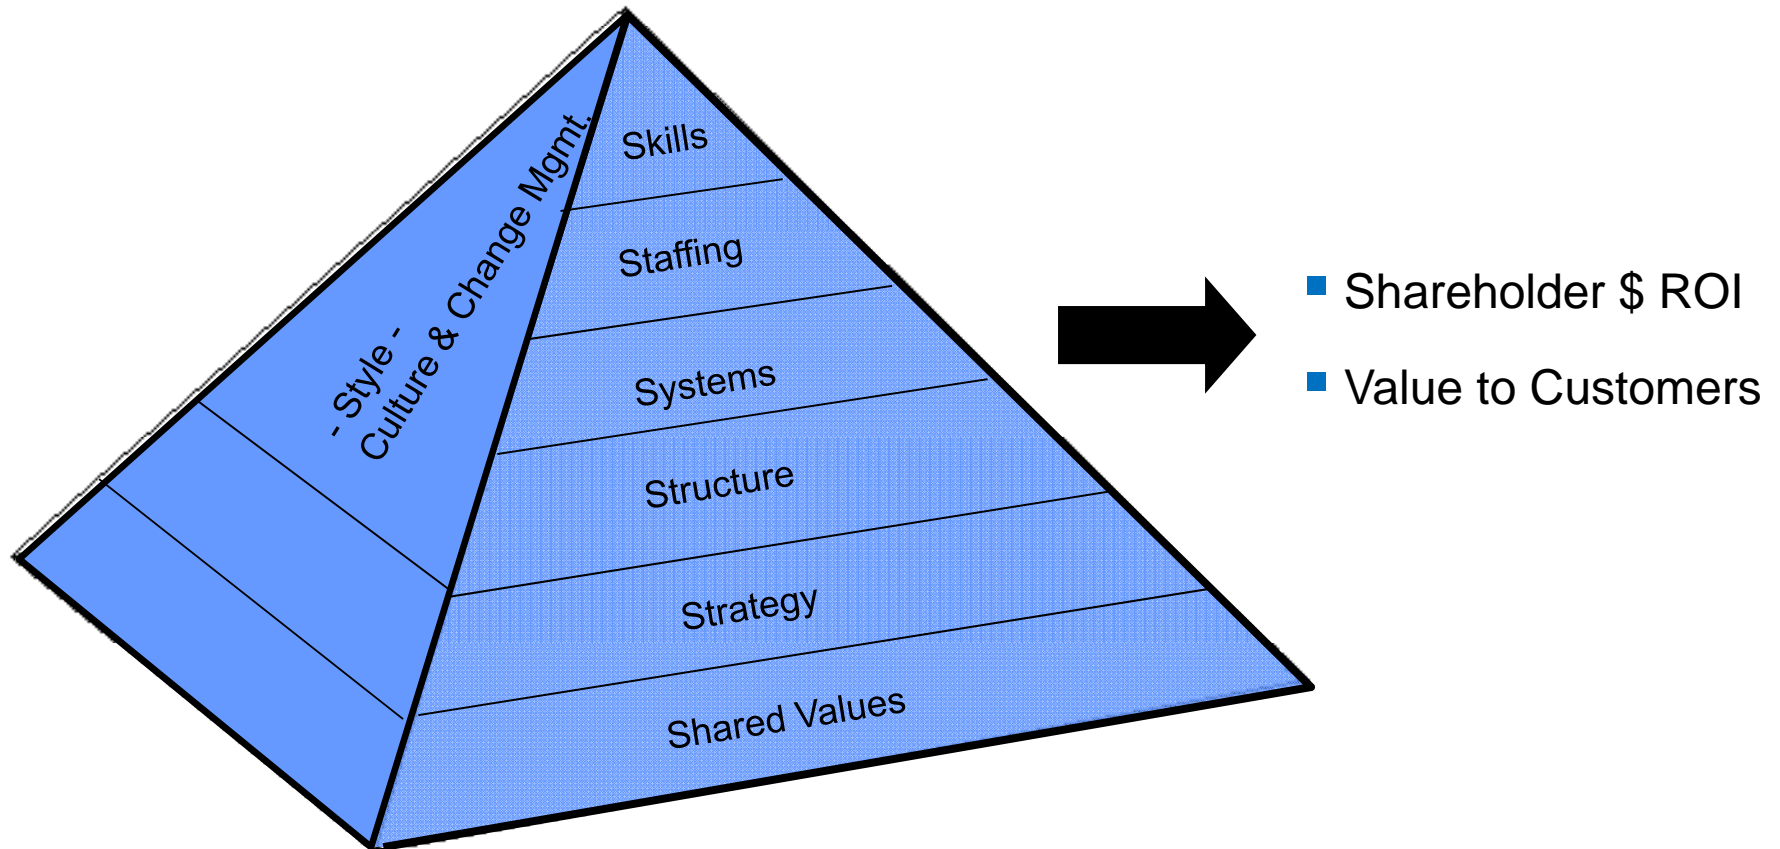 - Style -
Culture & Change Mgmt.
Skills
Staffing
Systems
Structure
Strategy
Shared Values
Shareholder $ ROI
Value to Customers